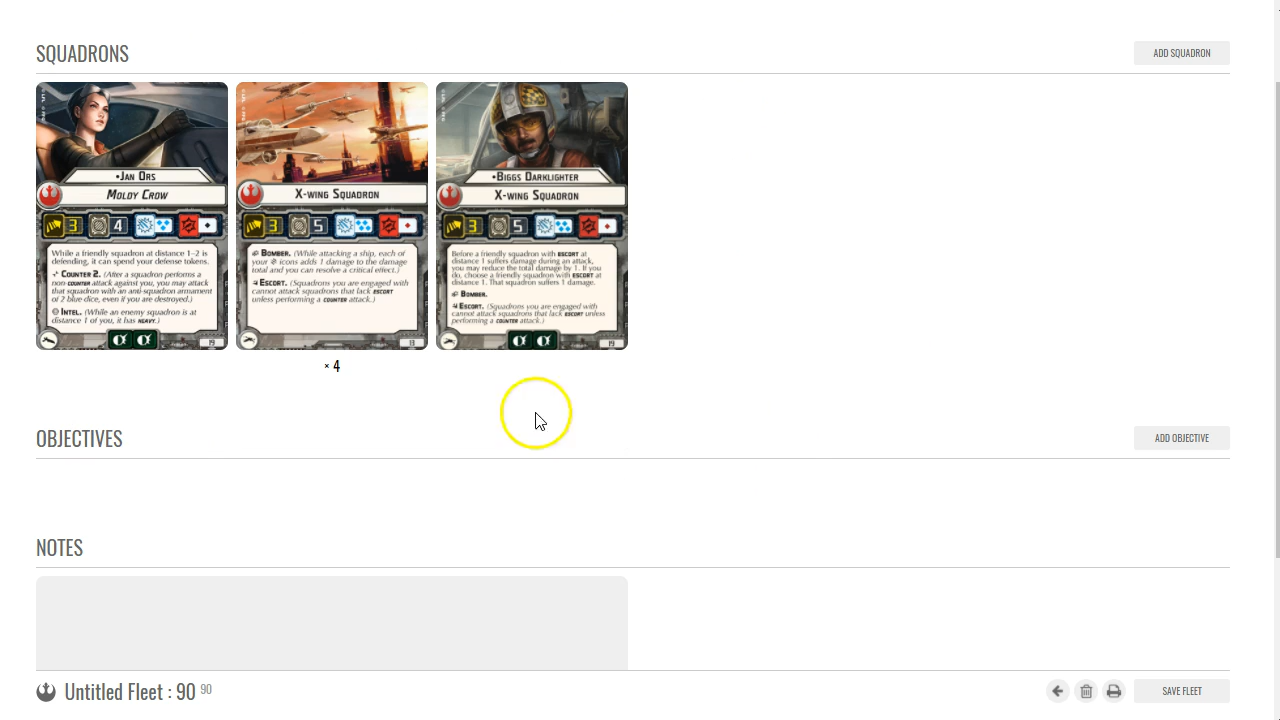 SQUADRONS
ADD SQUADRON
•JAN ORS
MOLDY CROW
3 4
While a friendly squadron at distance 1–2 is
defending, it can spend your defense tokens.
COUNTER 2. (After a squadron performs a
non-COUNTER attack against you, you may attack
that squadron with an anti-squadron armament
of 2 blue dice, even if you are destroyed.)
INTEL. (While an enemy squadron is at
distance 1 of you, it has HEAVY.)
19
X-WING SQUADRON
3 5
BOMBER. (While attacking a ship, each of
your icons adds 1 damage to the damage
total and you can resolve a critical effect.)
ESCORT. (Squadrons you are engaged with
cannot attack squadrons that lack ESCORT
unless performing a COUNTER attack.)
13
× 4
•BIGGS DARKLIGHTER
X-WING SQUADRON
3 5
Before a friendly squadron with ESCORT at
distance 1 suffers damage during an attack,
you may reduce the total damage by 1. If you
do, choose a friendly squadron with ESCORT at
distance 1. That squadron suffers 1 damage.
BOMBER.
ESCORT. (Squadrons you are engaged with
cannot attack squadrons that lack ESCORT unless
performing a COUNTER attack.)
19
OBJECTIVES
ADD OBJECTIVE
NOTES
Untitled Fleet : 90 90
SAVE FLEET